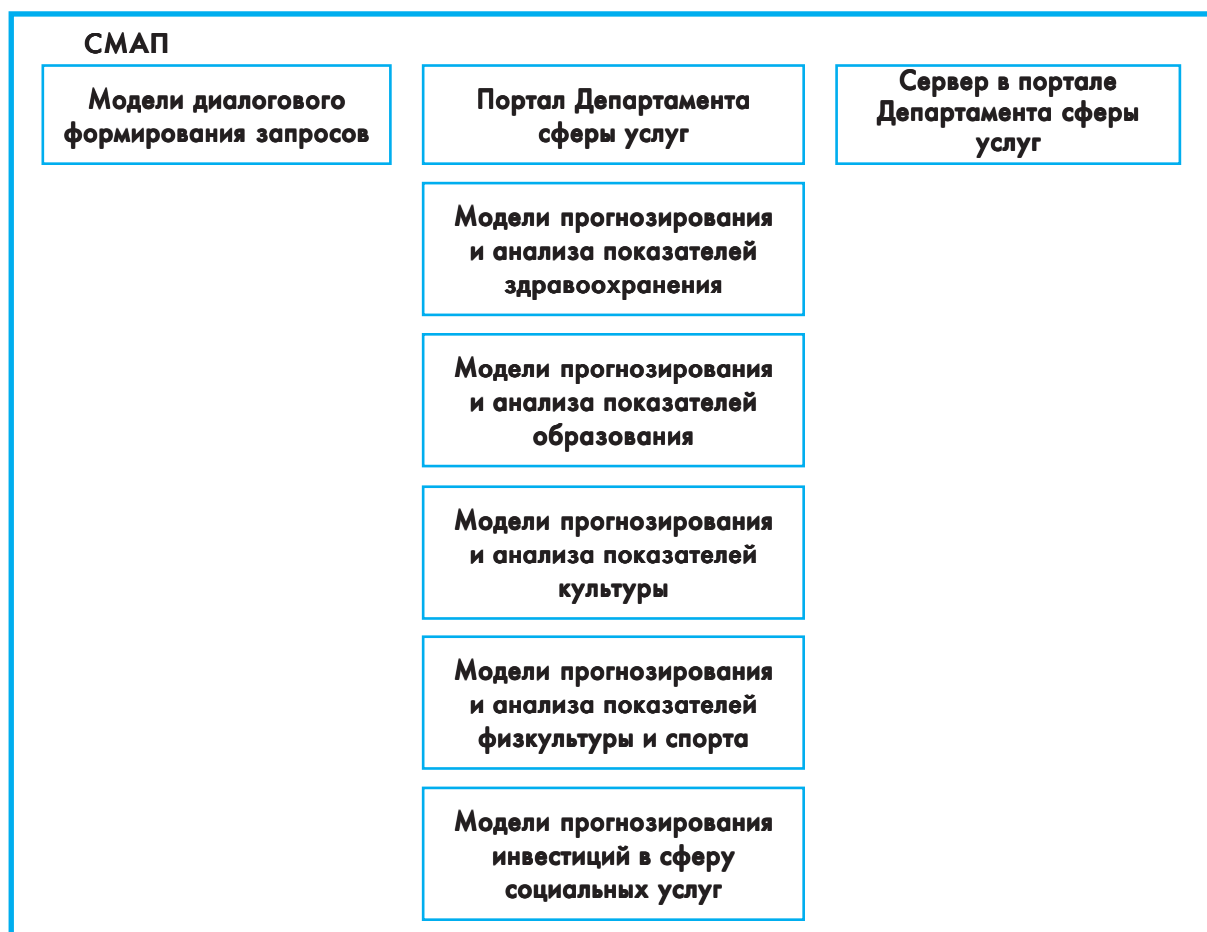 СМАП
Модели диалогового
формирования запросов
Портал Департамента
сферы услуг
Сервер в портале
Департамента сферы
услуг
Модели прогнозирования
и анализа показателей
здравоохранения
Модели прогнозирования
и анализа показателей
образования
Модели прогнозирования
и анализа показателей
культуры
Модели прогнозирования
и анализа показателей
физкультуры и спорта
Модели прогнозирования
инвестиций в сферу
социальных услуг